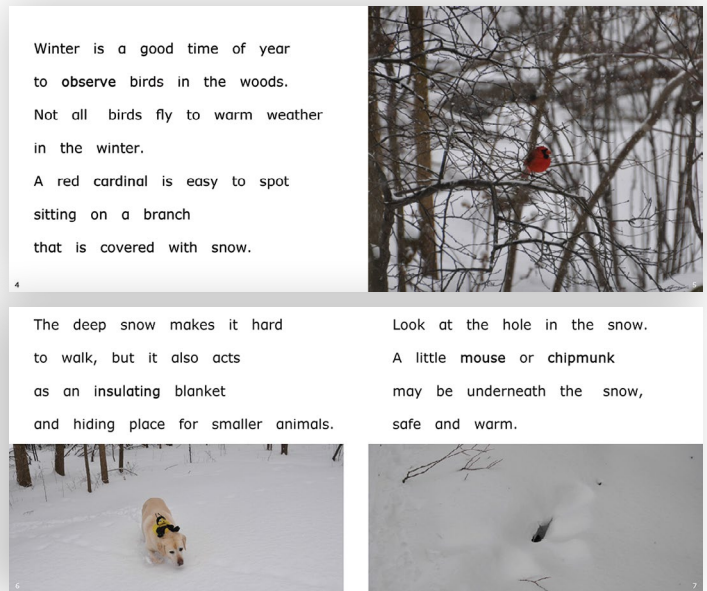 Winter is a good time of year
to observe birds in the woods.
Not all birds fly to warm weather
in the winter.
A red cardinal is easy to spot
sitting on a branch
that is covered with snow.
4
5
The deep snow makes it hard
to walk, but it also acts
as an insulating blanket
and hiding place for smaller animals.
6
Look at the hole in the snow.
A little mouse or chipmunk
may be underneath the snow,
safe and warm.
7